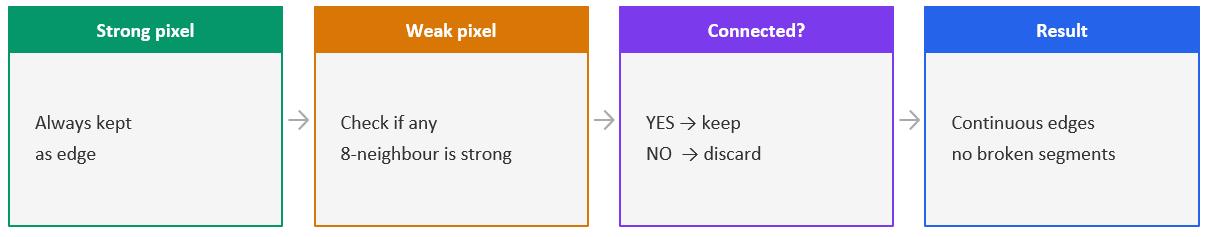 Strong pixel
Always kept
as edge
Weak pixel
Check if any
8-neighbour is strong
Connected?
YES → keep
NO → discard
Result
Continuous edges
no broken segments